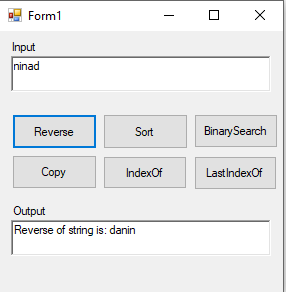 Form1
Input
ninad
Reverse Sort BinarySearch
Copy IndexOf LastIndexOf
Output
Reverse of string is: danin